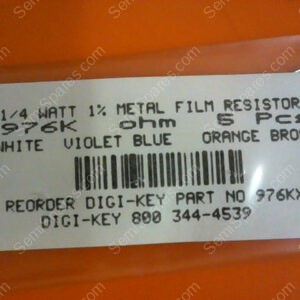 1/4 WATT 1% METAL FILM RESISTOR
976K ohm 5 Pcs
WHITE VIOLET BLUE ORANGE BRO
REORDER DIGI-KEY PART NO 976KX
DIGI-KEY 800 344-4539